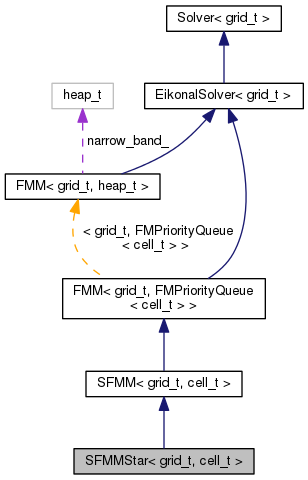 Solver< grid_t >
heap_t
EikonalSolver< grid_t >
narrow_band_
FMM< grid_t, heap_t >
< grid_t, FMPriorityQueue
< cell_t > >
FMM< grid_t, FMPriorityQueue
< cell_t > >
SFMM< grid_t, cell_t >
SFMMStar< grid_t, cell_t >